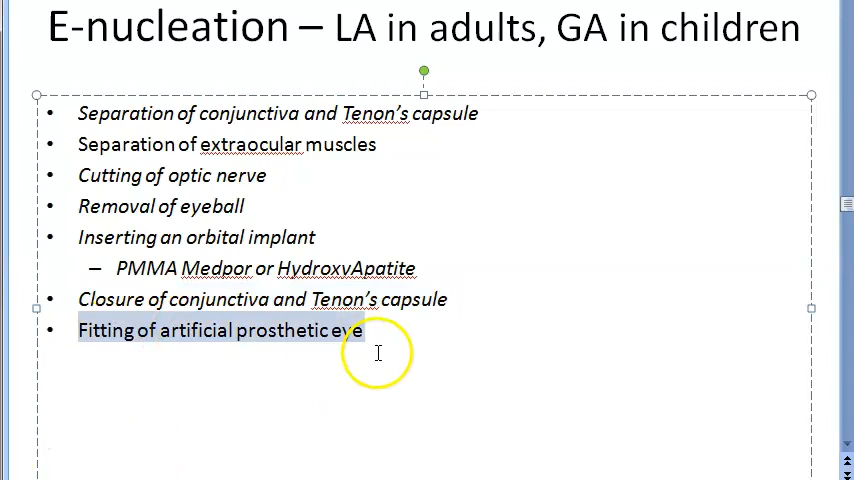 E-nucleation – LA in adults, GA in children
• Separation of conjunctiva and Tenon's capsule
• Separation of extraocular muscles
• Cutting of optic nerve
• Removal of eyeball
• Inserting an orbital implant
– PMMA Medpor or HydroxyApatite
• Closure of conjunctiva and Tenon's capsule
• Fitting of artificial prosthetic eye